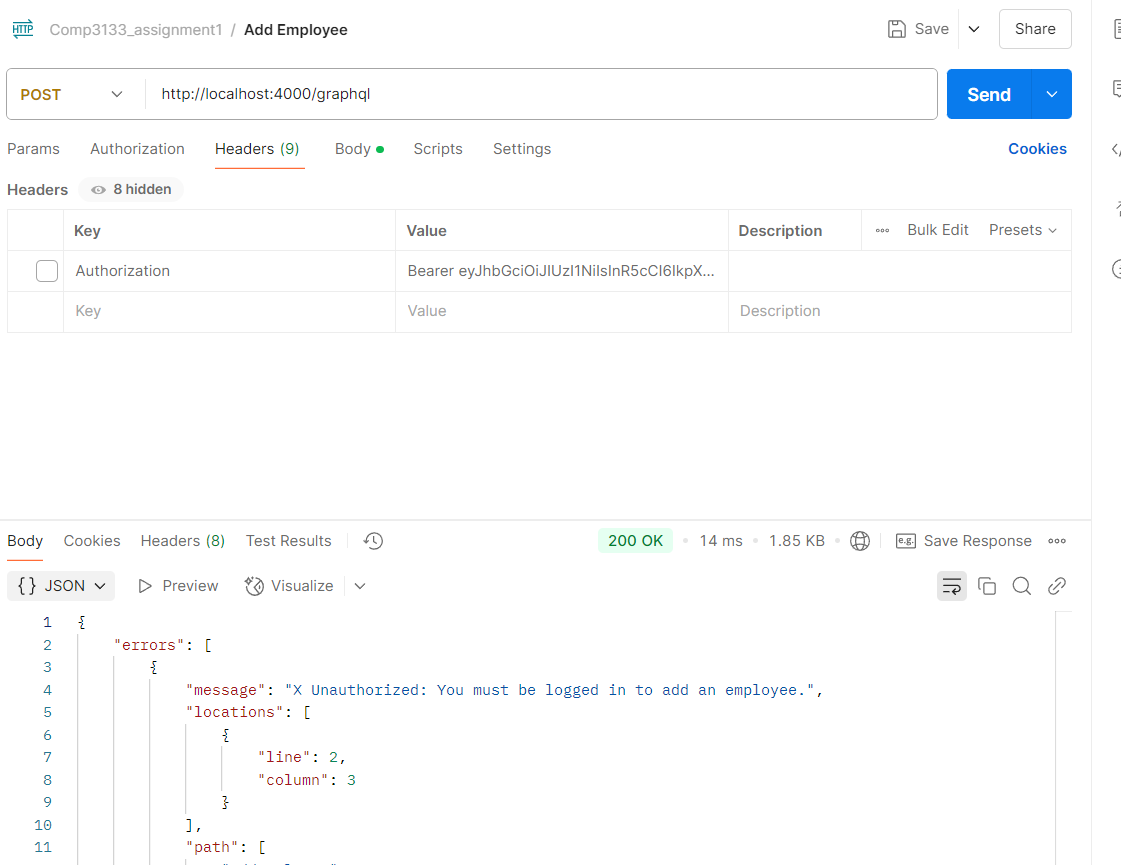 HTTP Comp3133_assignment1 / Add Employee Save Share
POST http://localhost:4000/graphql Send
Params Authorization Headers (9) Body Scripts Settings Cookies
Headers 8 hidden
Key Value Description Bulk Edit Presets
Authorization Bearer eyJhbGciOiJIUzI1NiIsInR5cCI6IkpX...
Key Value Description
Body Cookies Headers (8) Test Results 200 OK 14 ms 1.85 KB e.g. Save Response
{} JSON Preview Visualize
1 {
2 "errors": [
3 {
4 "message": "X Unauthorized: You must be logged in to add an employee.",
5 "locations": [
6 {
7 "line": 2,
8 "column": 3
9 }
10 ],
11 "path": [